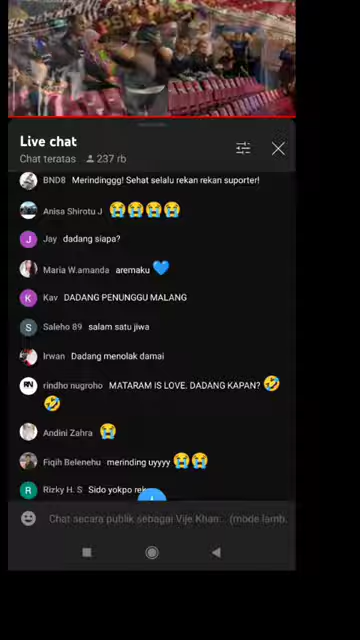 Live chat
Chat teratas 237 rb
BND8 Merindinggg! Sehat selalu rekan rekan suporter!
Anisa Shirotu J 😭😭😭😭
Jay dadang siapa?
Maria W.amanda aremaku 💙
Kav DADANG PENUNGGU MALANG
Saleho 89 salam satu jiwa
Irwan Dadang menolak damai
rindho nugroho MATARAM IS LOVE. DADANG KAPAN? 🤣
🤣
Andini Zahra 😭
Fiqih Belenehu merinding uyyyy 😭😭
Rizky H. S Sido yokpo
Chat secara publik sebagai Vije Khan... (mode lamb.